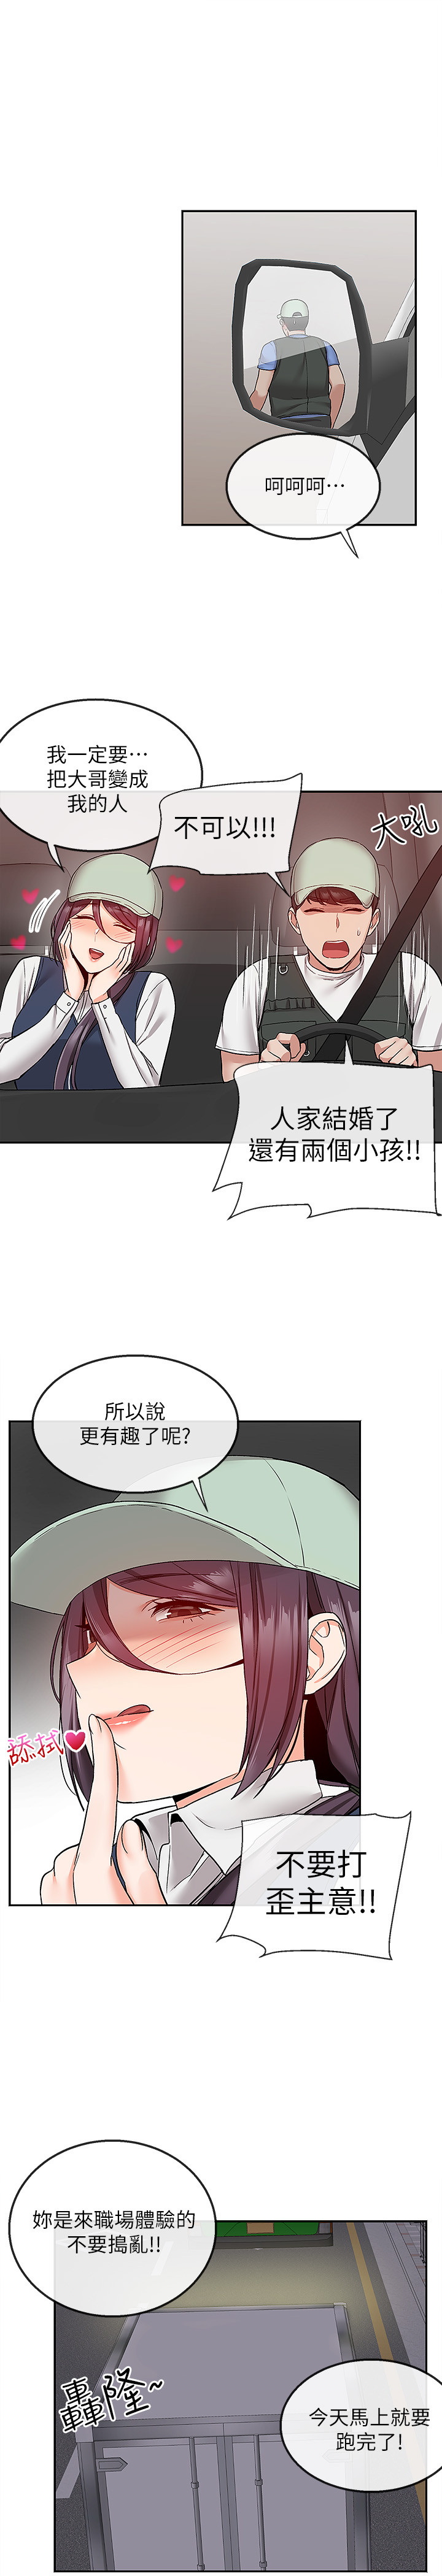 呵呵呵…
我一定要…
把大哥變成
我的人
不可以!!!
大吼
人家結婚了
還有兩個小孩!!
所以說
更有趣了呢?
舔拭
不要打
歪主意!!
妳是來職場體驗的
不要搗亂!!
轟隆~
今天馬上就要
跑完了!